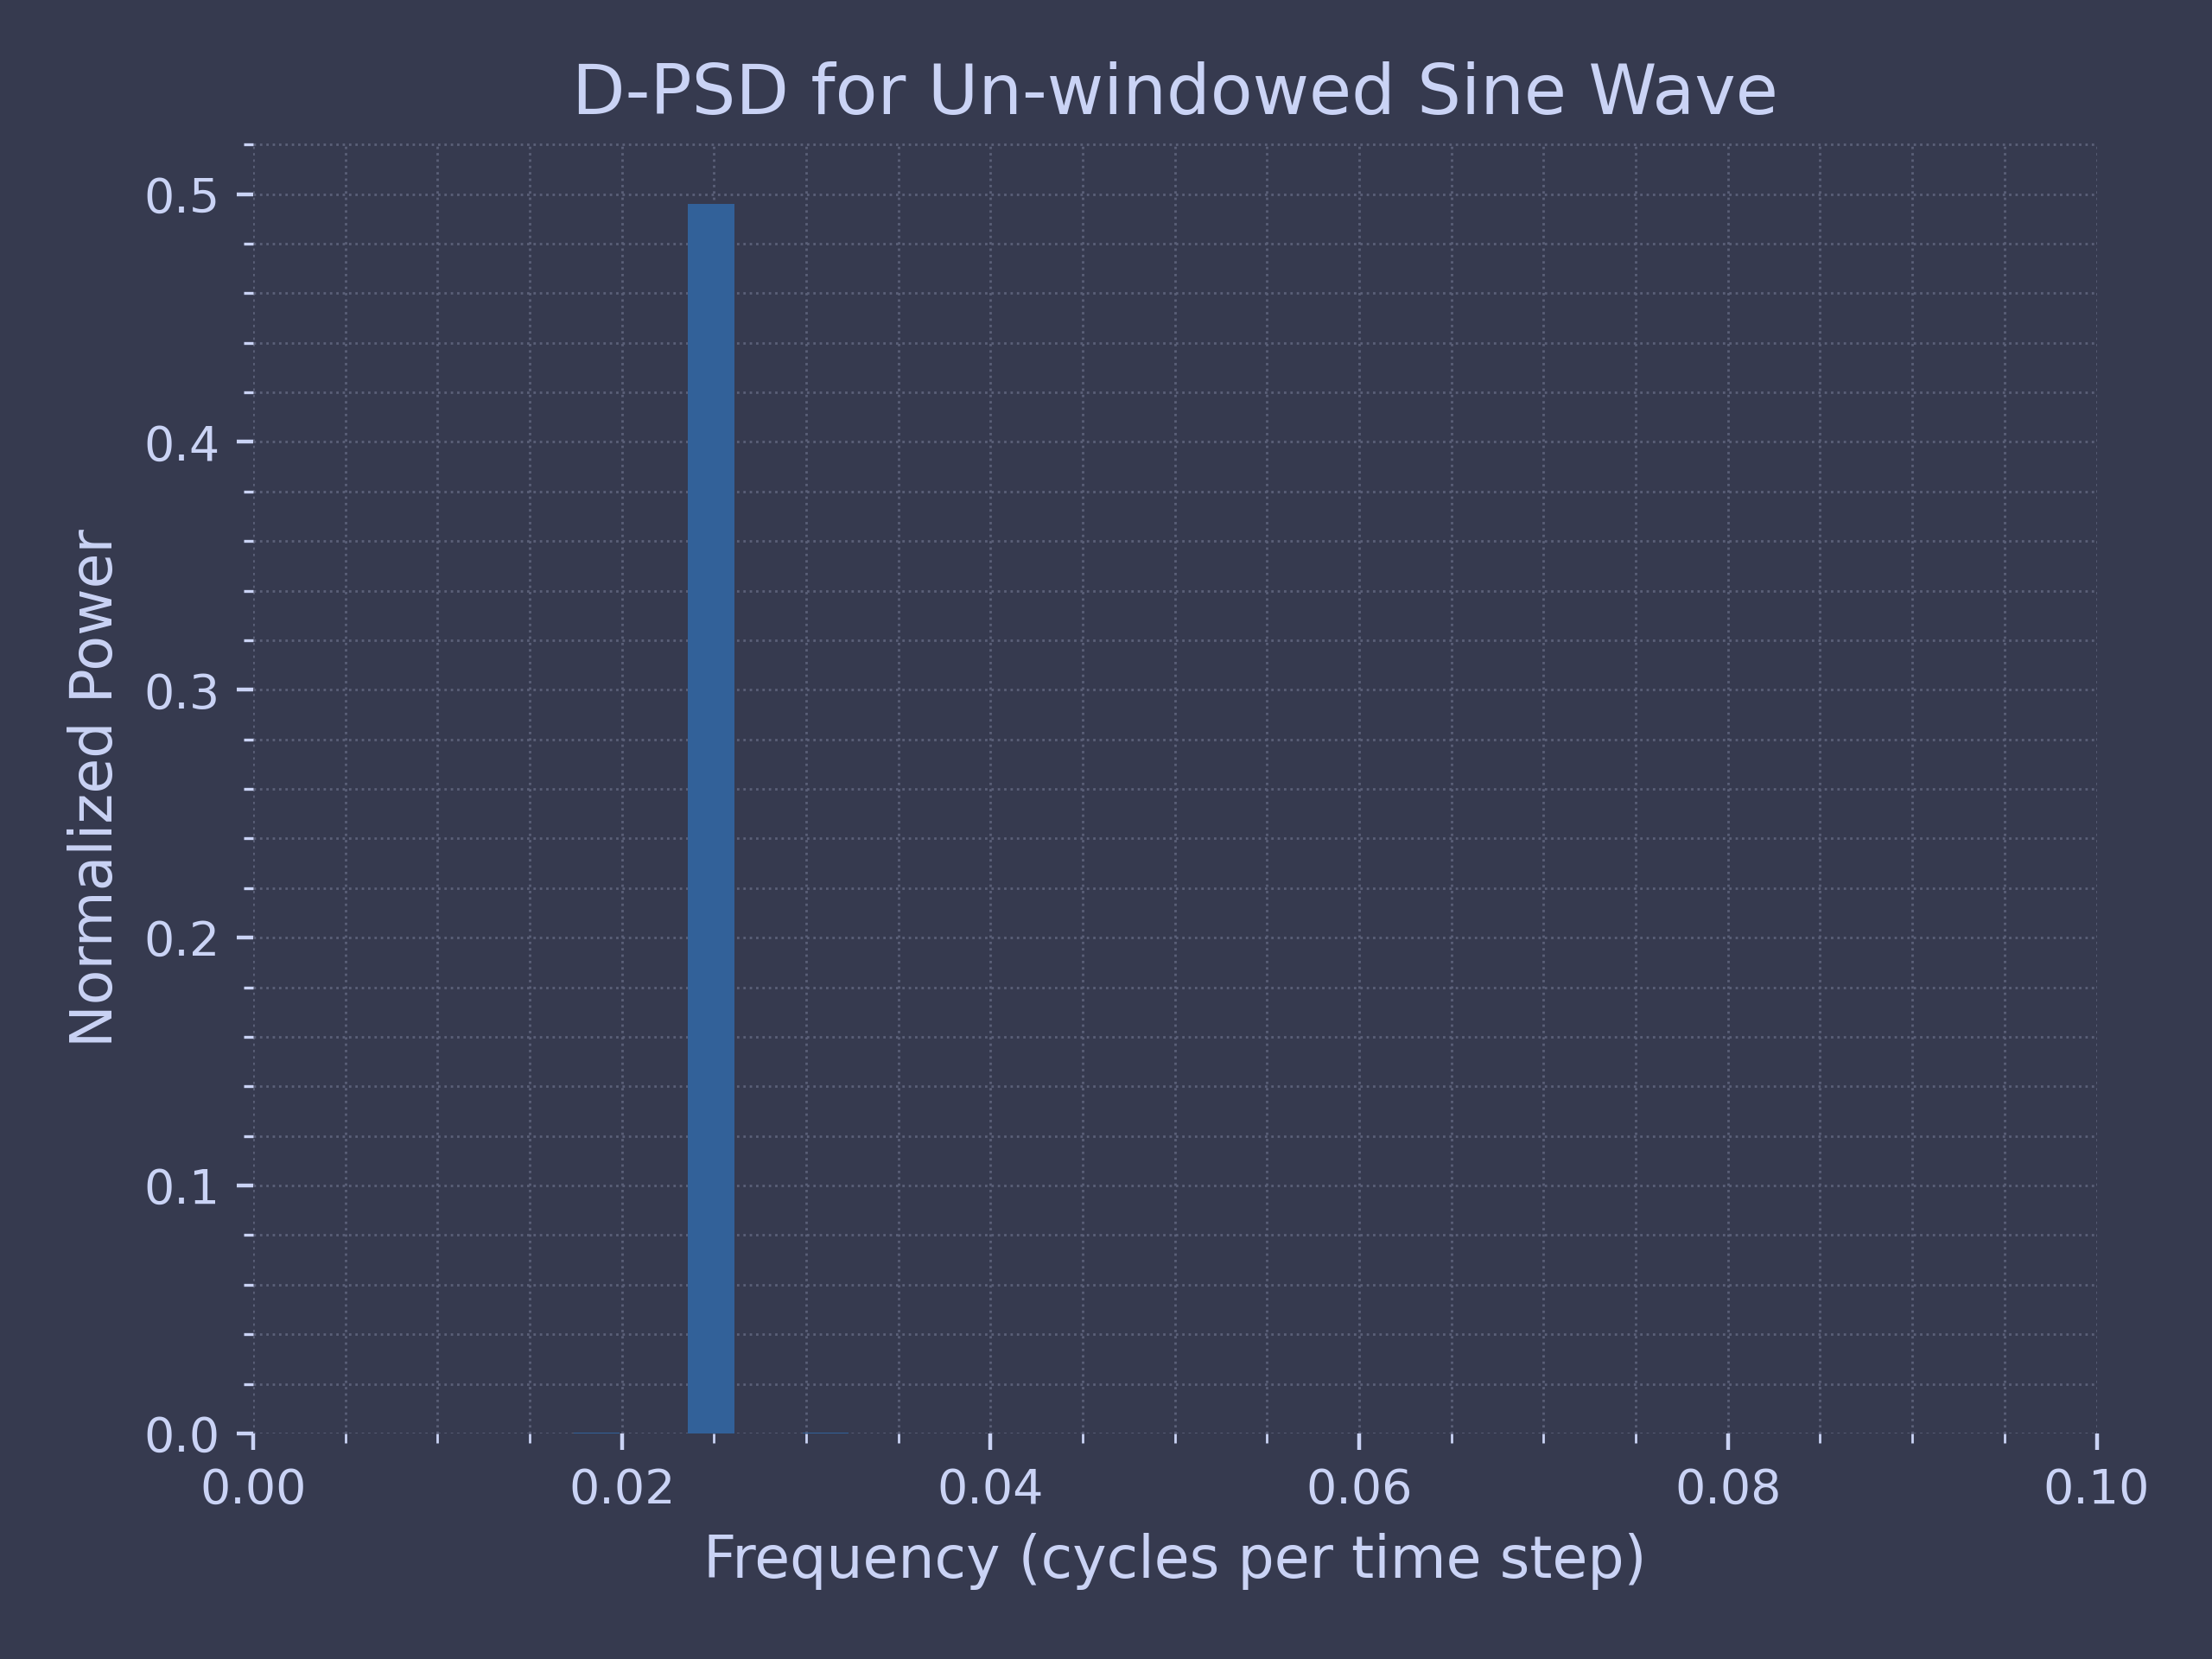 D-PSD for Un-windowed Sine Wave
0.5
0.4
0.3
0.2
0.1
0.0
Normalized Power
0.00 0.02 0.04 0.06 0.08 0.10
Frequency (cycles per time step)